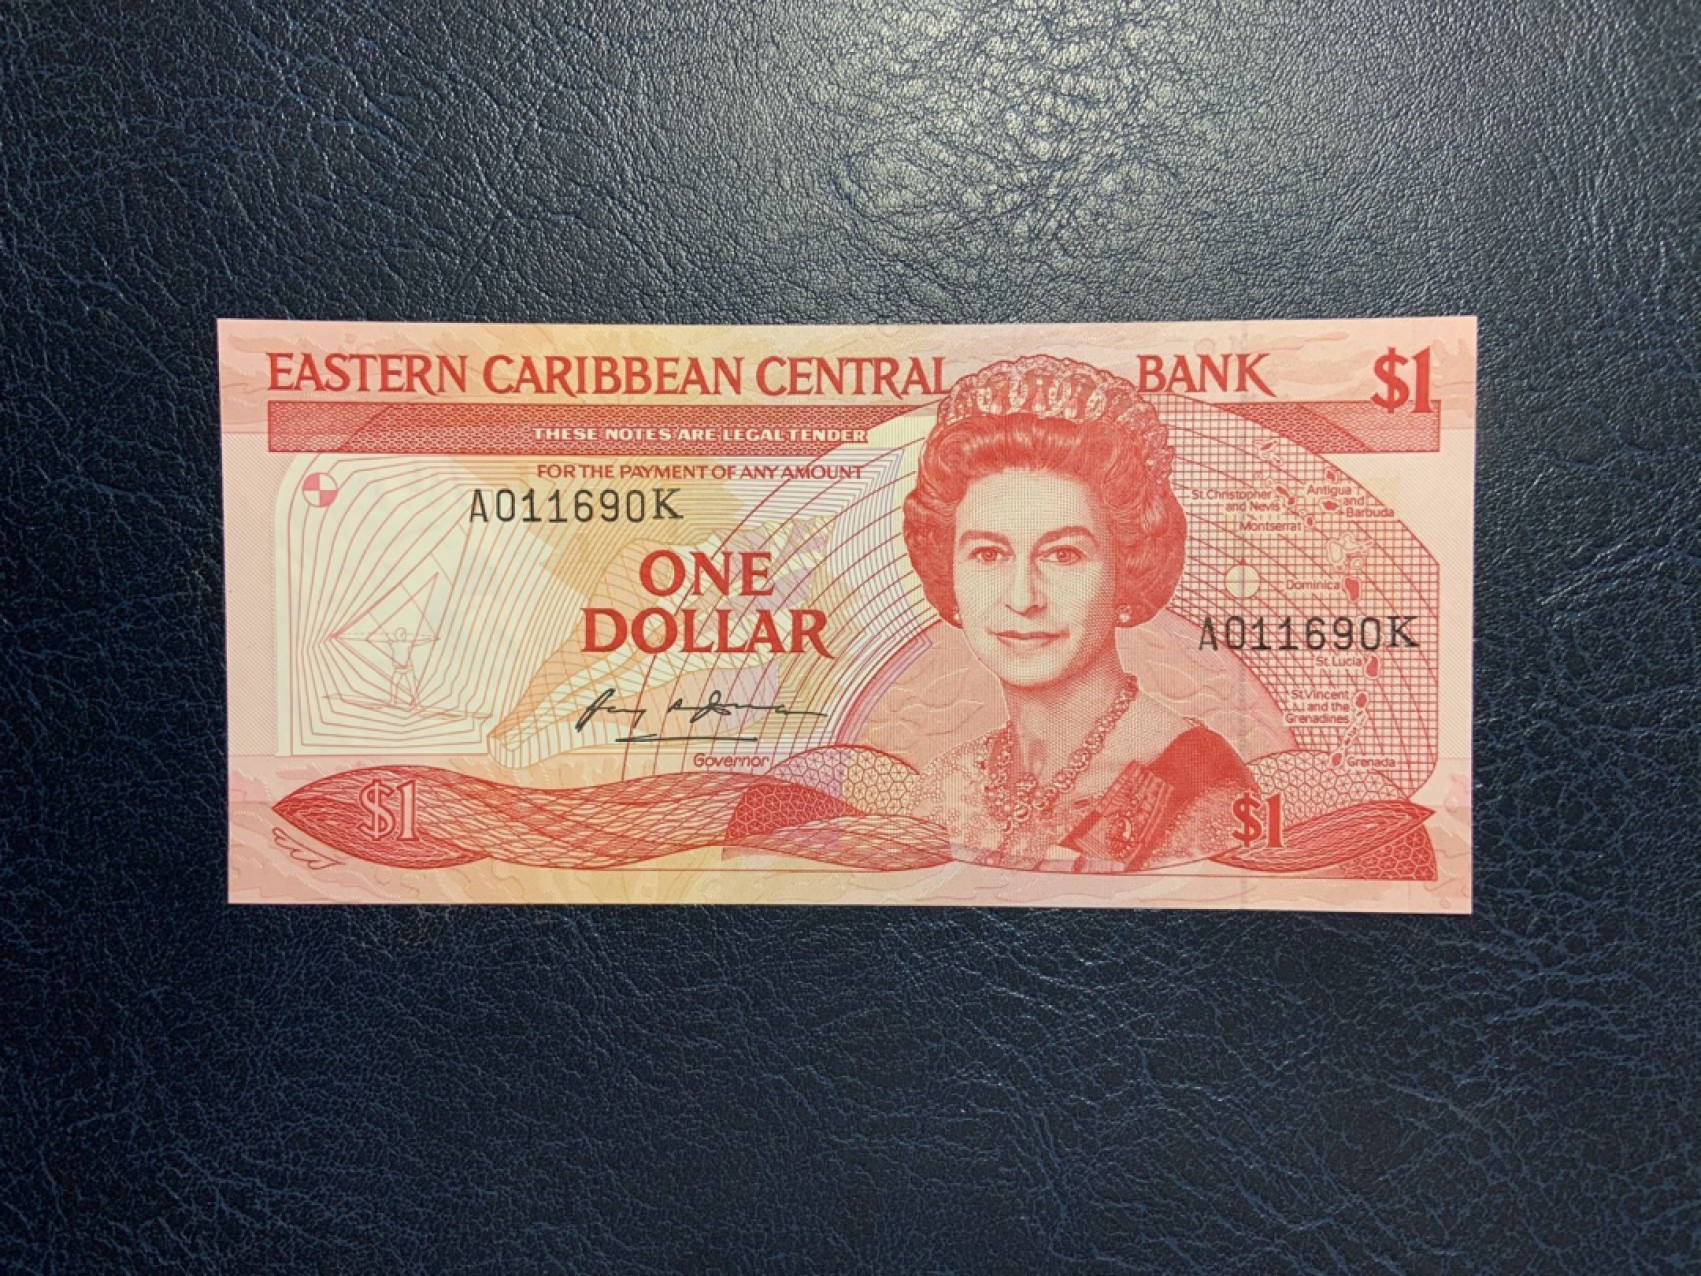 EASTERN CARIBBEAN CENTRAL BANK $1
THESE NOTES ARE LEGAL TENDER
FOR THE PAYMENT OF ANY AMOUNT
A011690K
ONE
DOLLAR
Governor
$1
St. Christopher
and Nevis
Antigua
and
Barbuda
Montserrat
Dominica
A011690K
St. Lucia
St. Vincent
and the
Grenadines
Grenada
$1